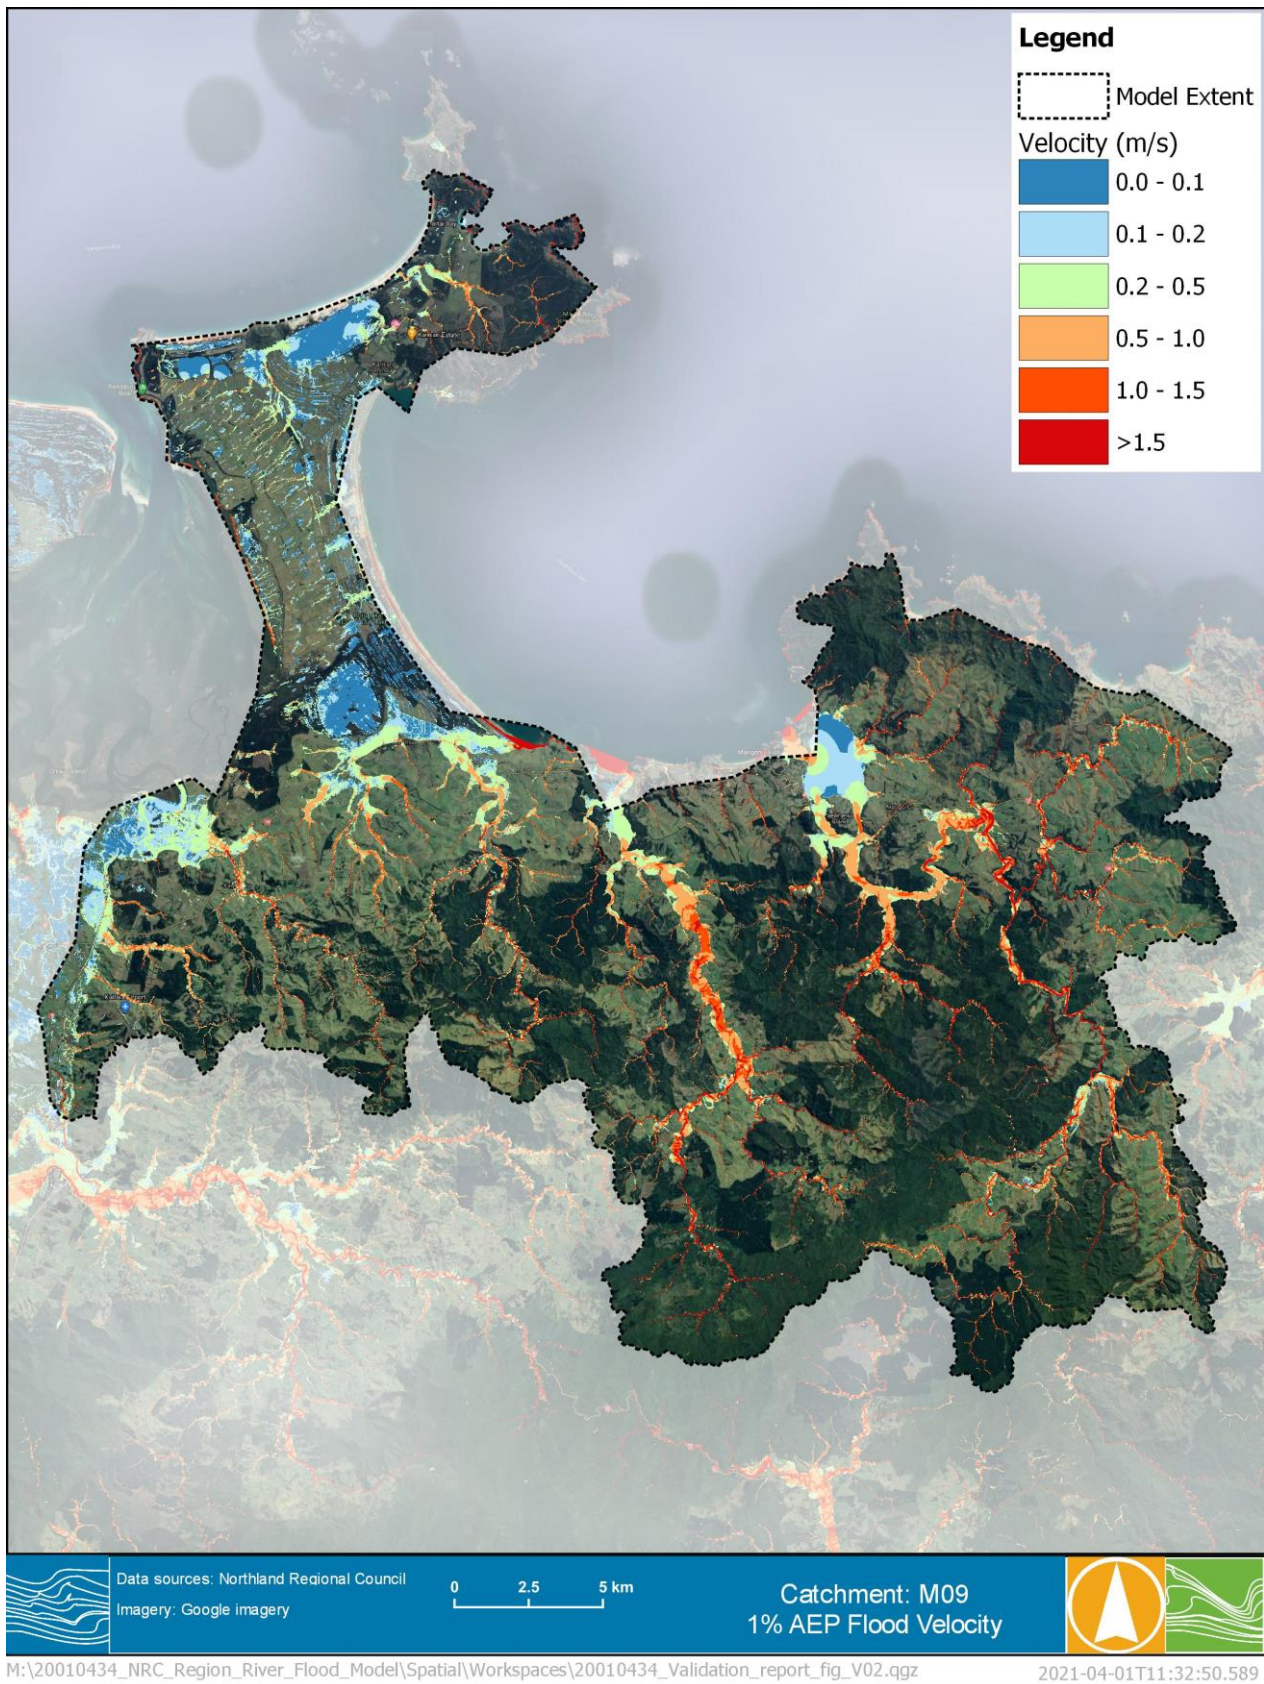 Legend
Model Extent
Velocity (m/s)
0.0 - 0.1
0.1 - 0.2
0.2 - 0.5
0.5 - 1.0
1.0 - 1.5
>1.5
Data sources: Northland Regional Council
Imagery: Google imagery
0 2.5 5 km
Catchment: M09
1% AEP Flood Velocity
M:\20010434_NRC_Region_River_Flood_Model\Spatial\Workspaces\20010434_Validation_report_fig_V02.qgz
2021-04-01T11:32:50.589